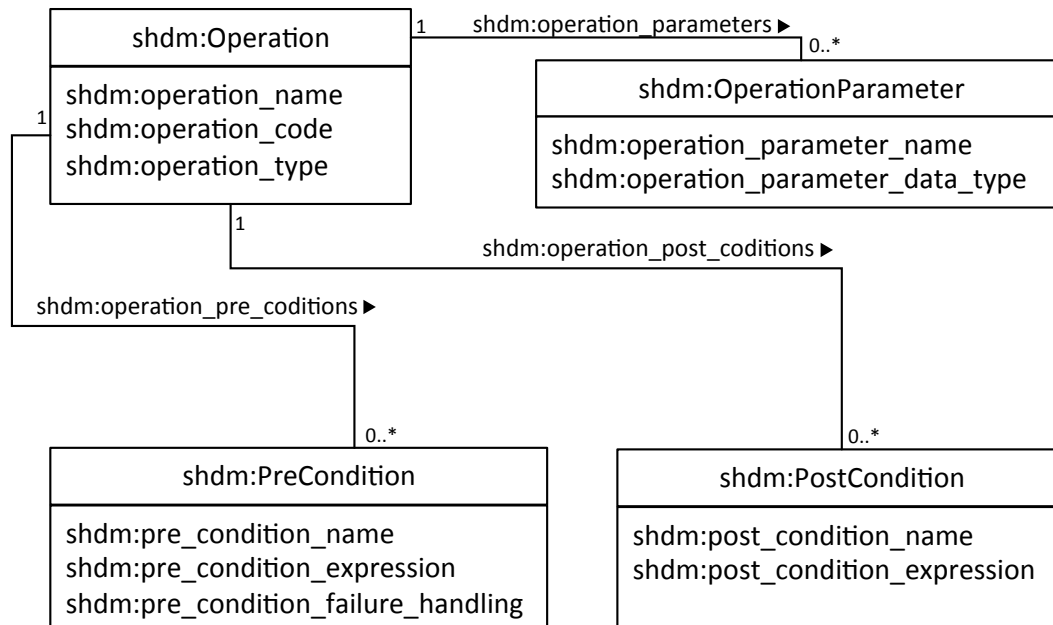 shdm:Operation
shdm:operation_name
shdm:operation_code
shdm:operation_type
1
shdm:operation_parameters ▶
0..*
shdm:OperationParameter
shdm:operation_parameter_name
shdm:operation_parameter_data_type
1
1
shdm:operation_post_coditions ▶
shdm:operation_pre_coditions ▶
0..*
shdm:PreCondition
shdm:pre_condition_name
shdm:pre_condition_expression
shdm:pre_condition_failure_handling
0..*
shdm:PostCondition
shdm:post_condition_name
shdm:post_condition_expression